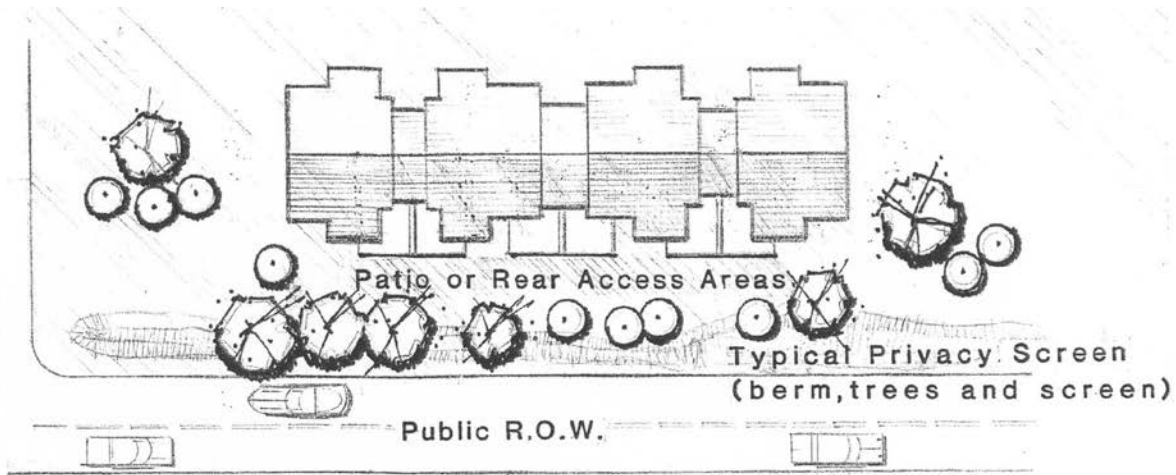 Patio or Rear Access Areas
Typical Privacy Screen
(berm,trees and screen)
Public R.O.W.